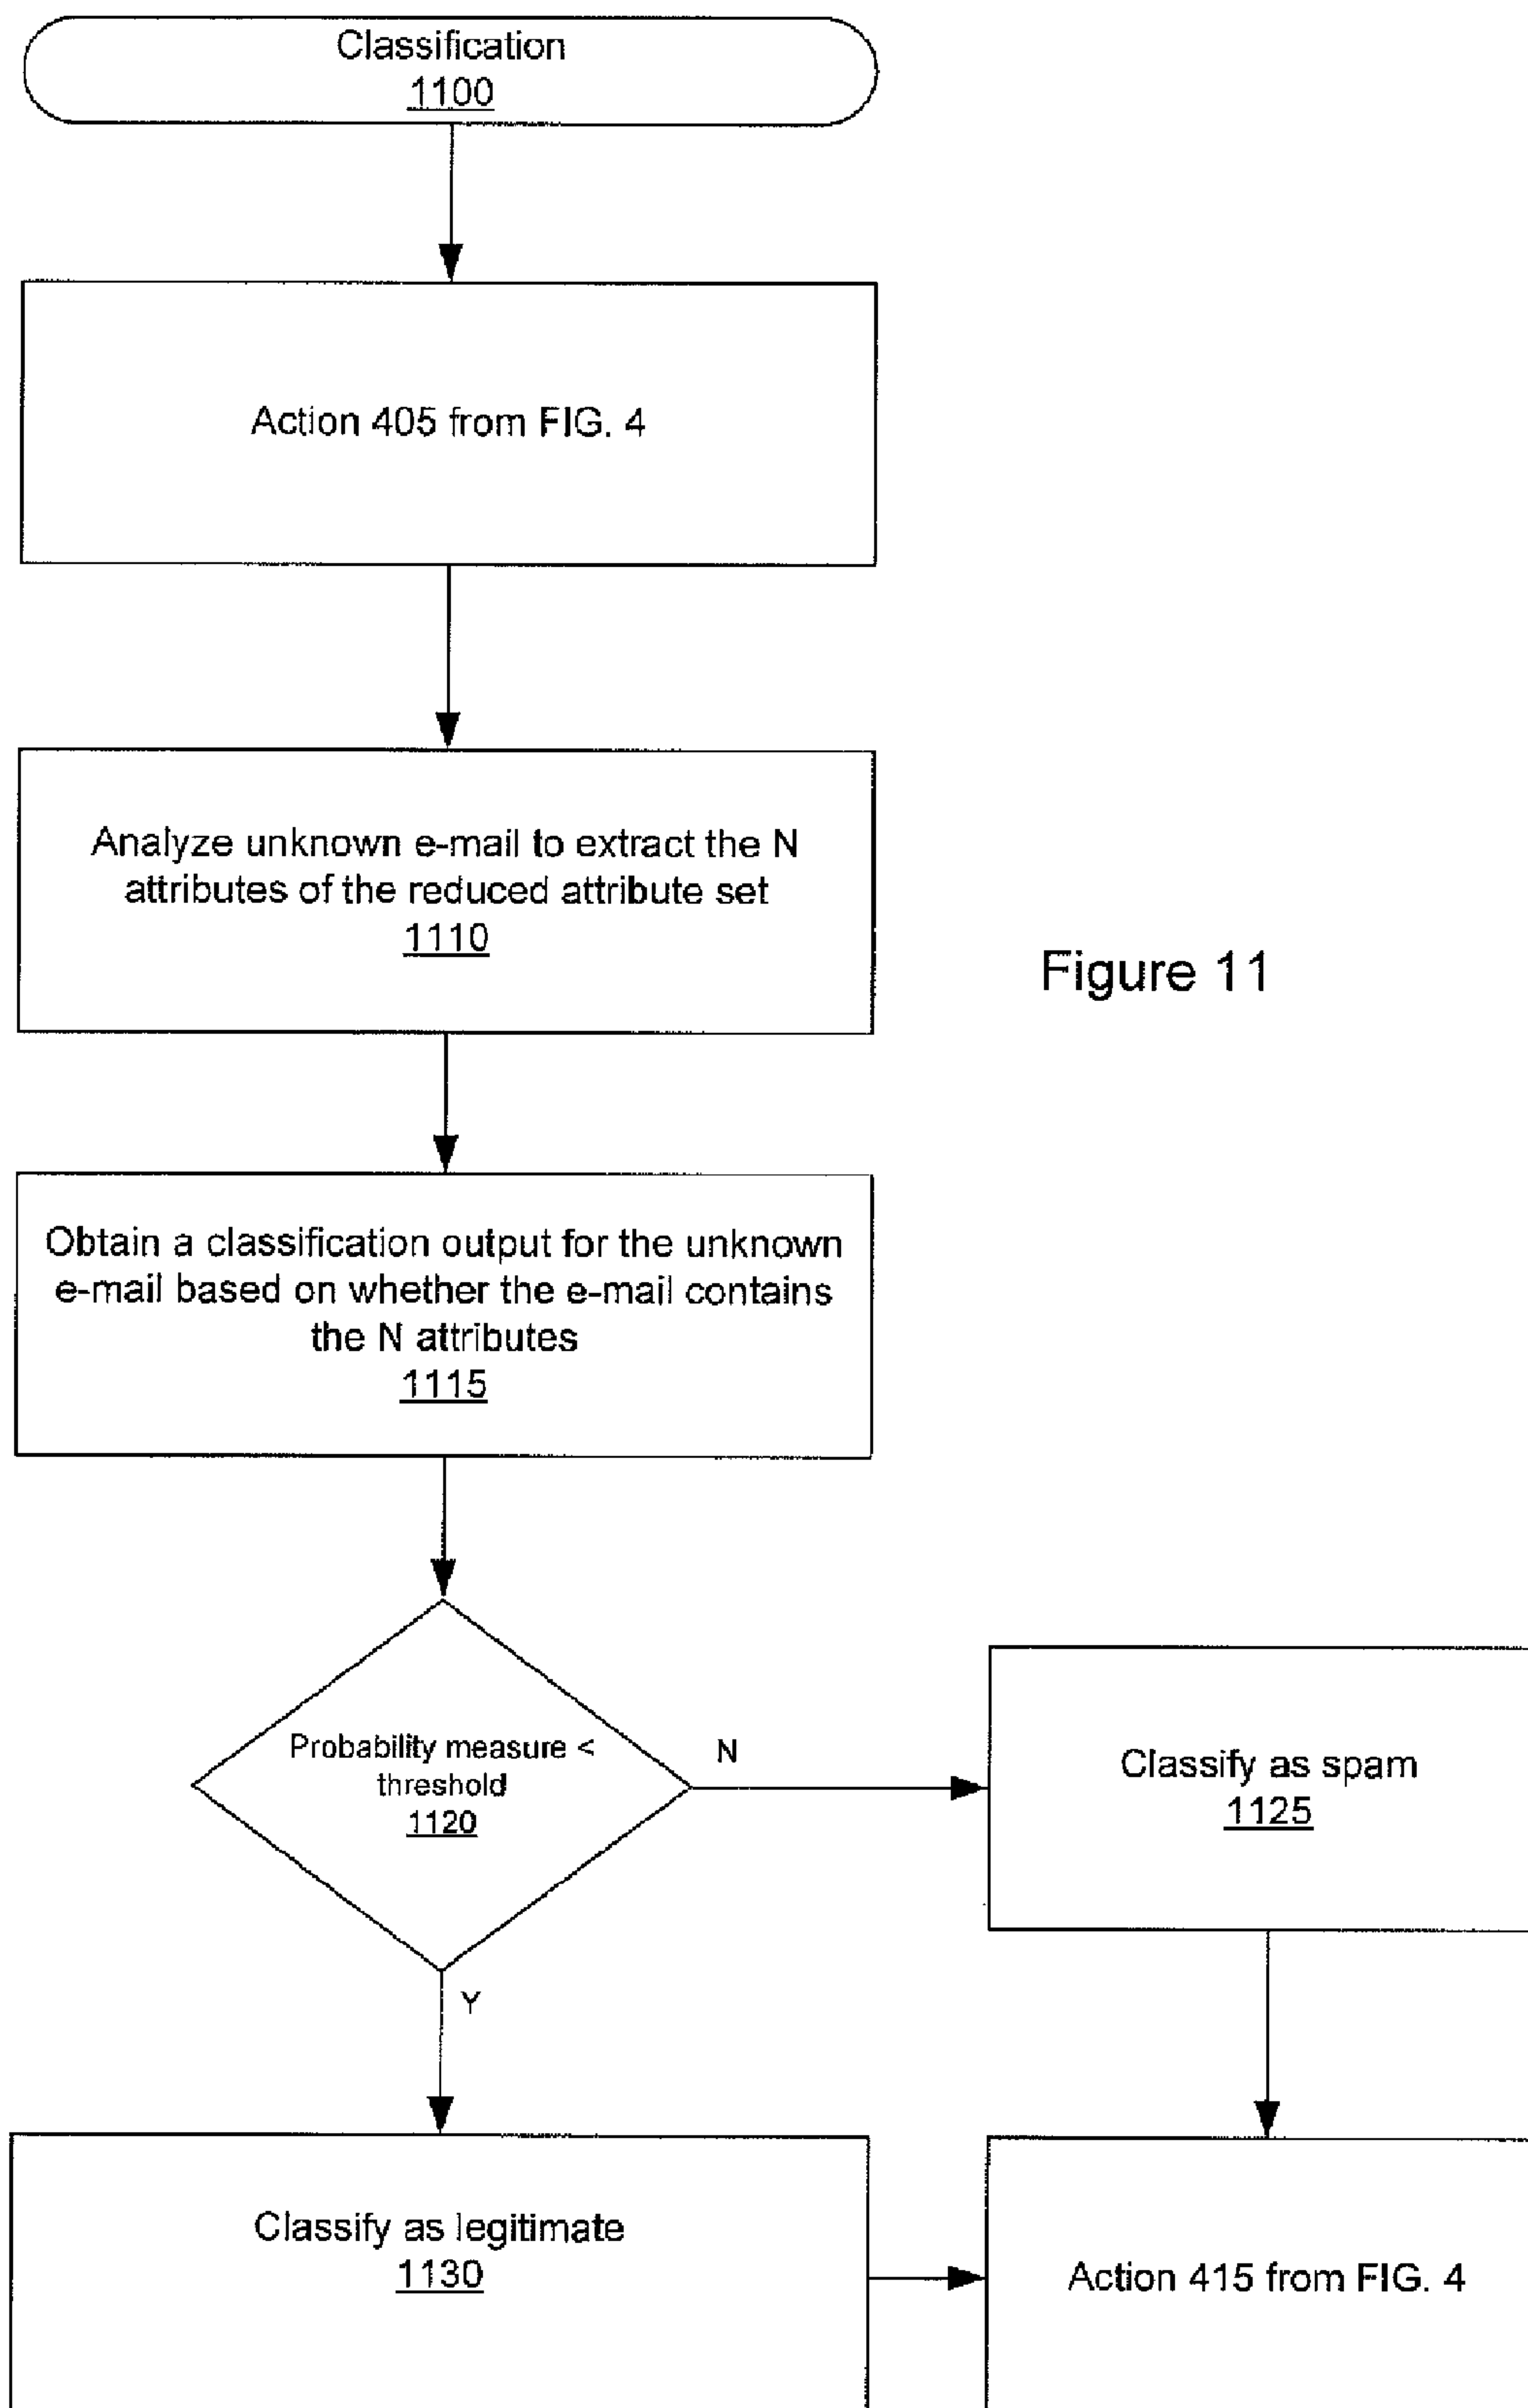 Classification
1100
Action 405 from FIG. 4
Analyze unknown e-mail to extract the N
attributes of the reduced attribute set
1110
Figure 11
Obtain a classification output for the unknown
e-mail based on whether the e-mail contains
the N attributes
1115
Probability measure <
threshold
1120
N
Classify as spam
1125
Y
Classify as legitimate
1130
Action 415 from FIG. 4